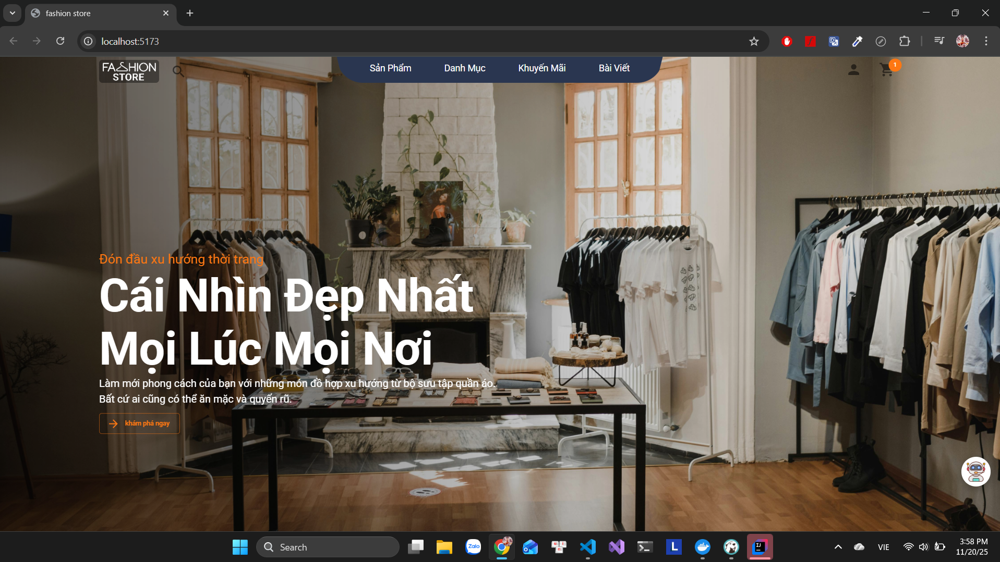 fashion store
localhost:5173
FASHION
STORE
Sản Phẩm
Danh Mục
Khuyến Mãi
Bài Viết
1
Đón đầu xu hướng thời trang
Cái Nhìn Đẹp Nhất
Mọi Lúc Mọi Nơi
Làm mới phong cách của bạn với những món đồ hợp xu hướng từ bộ sưu tập quần áo.
Bất cứ ai cũng có thể ăn mặc và quyến rũ.
khám phá ngay
Search
Zalo
L
IJ
VIE
3:58 PM
11/20/25